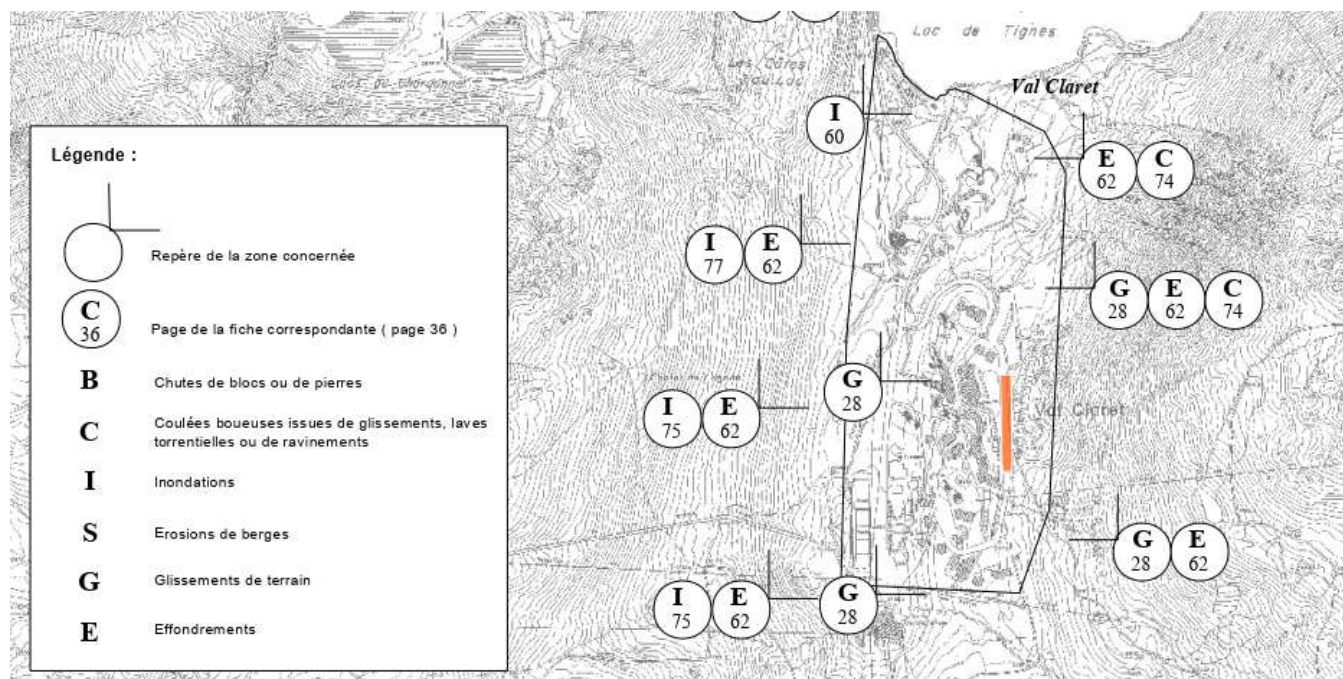 Lac de Tignes
Val Claret
Légende :
Repère de la zone concernée
C
36
Page de la fiche correspondante ( page 36 )
B
Chutes de blocs ou de pierres
C
Coulées boueuses issues de glissements, laves
torrentielles ou de ravinements
I
Inondations
S
Erosions de berges
G
Glissements de terrain
E
Effondrements
I
60
E
62
C
74
I
77
E
62
G
28
E
62
C
74
G
28
I
75
E
62
Val Claret
G
28
E
62
I
75
E
62
G
28